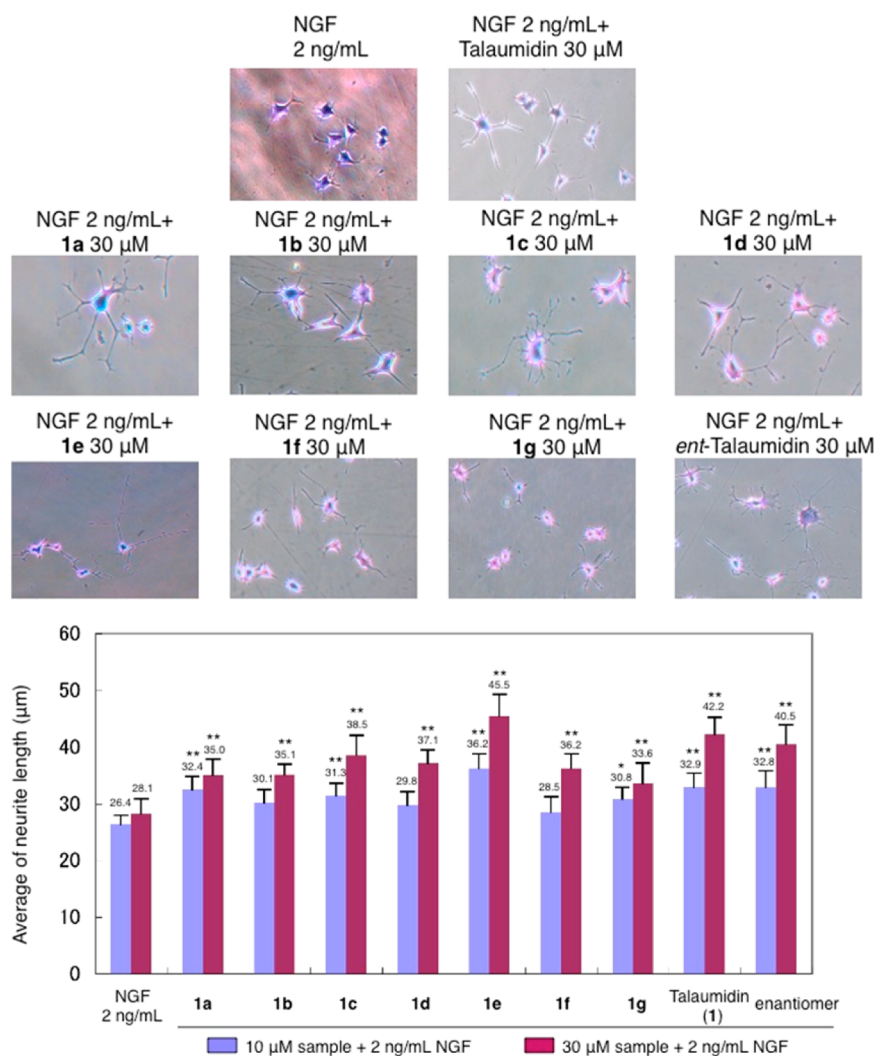 NGF
2 ng/mL
NGF 2 ng/mL+
Talaumidin 30 μM
NGF 2 ng/mL+
1a 30 μM
NGF 2 ng/mL+
1b 30 μM
NGF 2 ng/mL+
1c 30 μM
NGF 2 ng/mL+
1d 30 μM
NGF 2 ng/mL+
1e 30 μM
NGF 2 ng/mL+
1f 30 μM
NGF 2 ng/mL+
1g 30 μM
NGF 2 ng/mL+
ent-Talaumidin 30 μM
Average of neurite length (μm)
60
50
40
30
20
10
0
26.4 28.1
** 32.4 ** 35.0
30.1 ** 35.1
** 31.3 ** 38.5
29.8 ** 37.1
** 36.2 ** 45.5
28.5 ** 36.2
* 30.8 ** 33.6
** 32.9 ** 42.2
** 32.8 ** 40.5
NGF
2 ng/mL
1a 1b 1c 1d 1e 1f 1g
Talaumidin
(1)
enantiomer
10 μM sample + 2 ng/mL NGF
30 μM sample + 2 ng/mL NGF